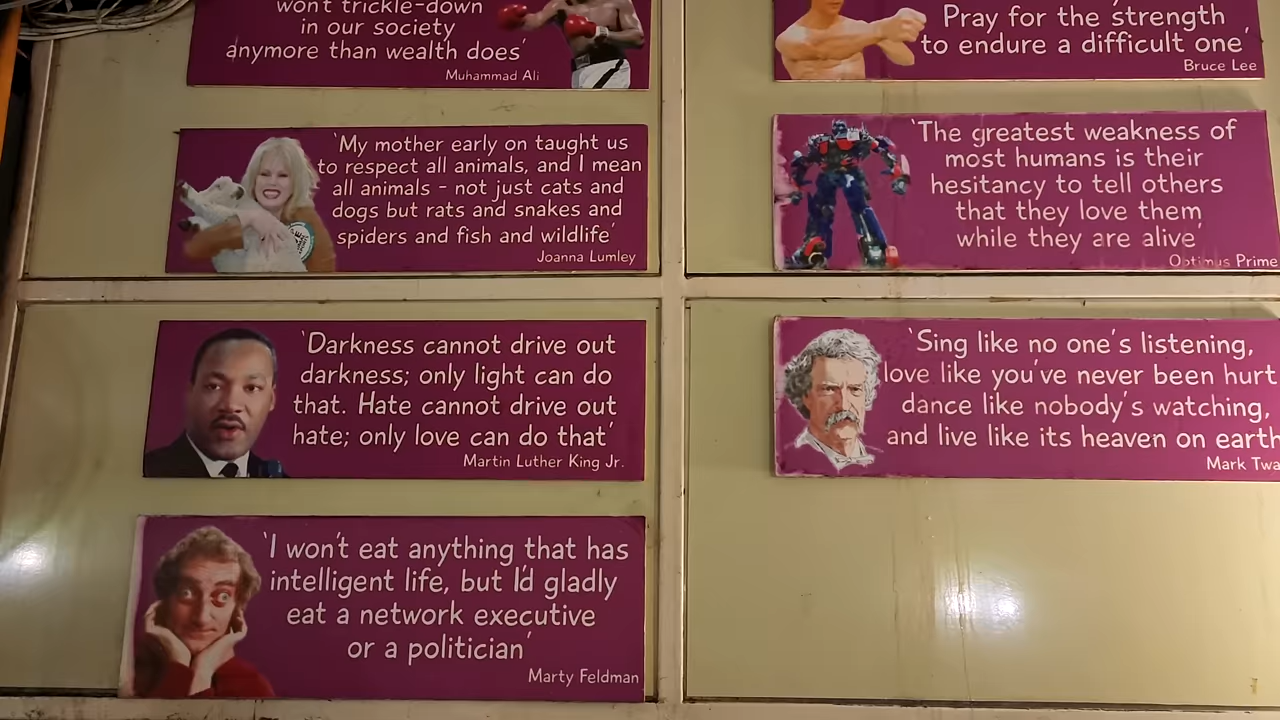 won't trickle-down
in our society
anymore than wealth does'
Muhammad Ali
'My mother early on taught us
to respect all animals, and I mean
all animals - not just cats and
dogs but rats and snakes and
spiders and fish and wildlife'
Joanna Lumley
'Darkness cannot drive out
darkness; only light can do
that. Hate cannot drive out
hate; only love can do that'
Martin Luther King Jr.
'I won't eat anything that has
intelligent life, but I'd gladly
eat a network executive
or a politician'
Marty Feldman
Pray for the strength
to endure a difficult one'
Bruce Lee
'The greatest weakness of
most humans is their
hesitancy to tell others
that they love them
while they are alive'
Optimus Prime
'Sing like no one's listening,
love like you've never been hurt
dance like nobody's watching,
and live like its heaven on earth
Mark Twa